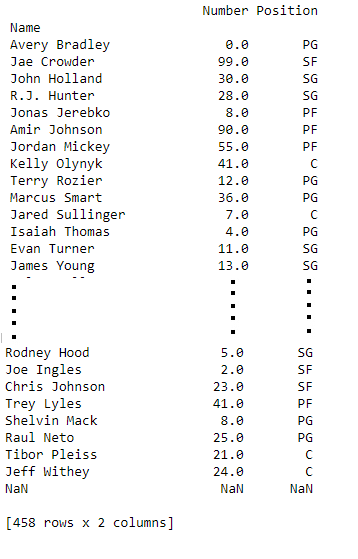 Number Position
Name
Avery Bradley 0.0 PG
Jae Crowder 99.0 SF
John Holland 30.0 SG
R.J. Hunter 28.0 SG
Jonas Jerebko 8.0 PF
Amir Johnson 90.0 PF
Jordan Mickey 55.0 PF
Kelly Olynyk 41.0 C
Terry Rozier 12.0 PG
Marcus Smart 36.0 PG
Jared Sullinger 7.0 C
Isaiah Thomas 4.0 PG
Evan Turner 11.0 SG
James Young 13.0 SG
Rodney Hood 5.0 SG
Joe Ingles 2.0 SF
Chris Johnson 23.0 SF
Trey Lyles 41.0 PF
Shelvin Mack 8.0 PG
Raul Neto 25.0 PG
Tibor Pleiss 21.0 C
Jeff Withey 24.0 C
NaN NaN NaN
[458 rows x 2 columns]